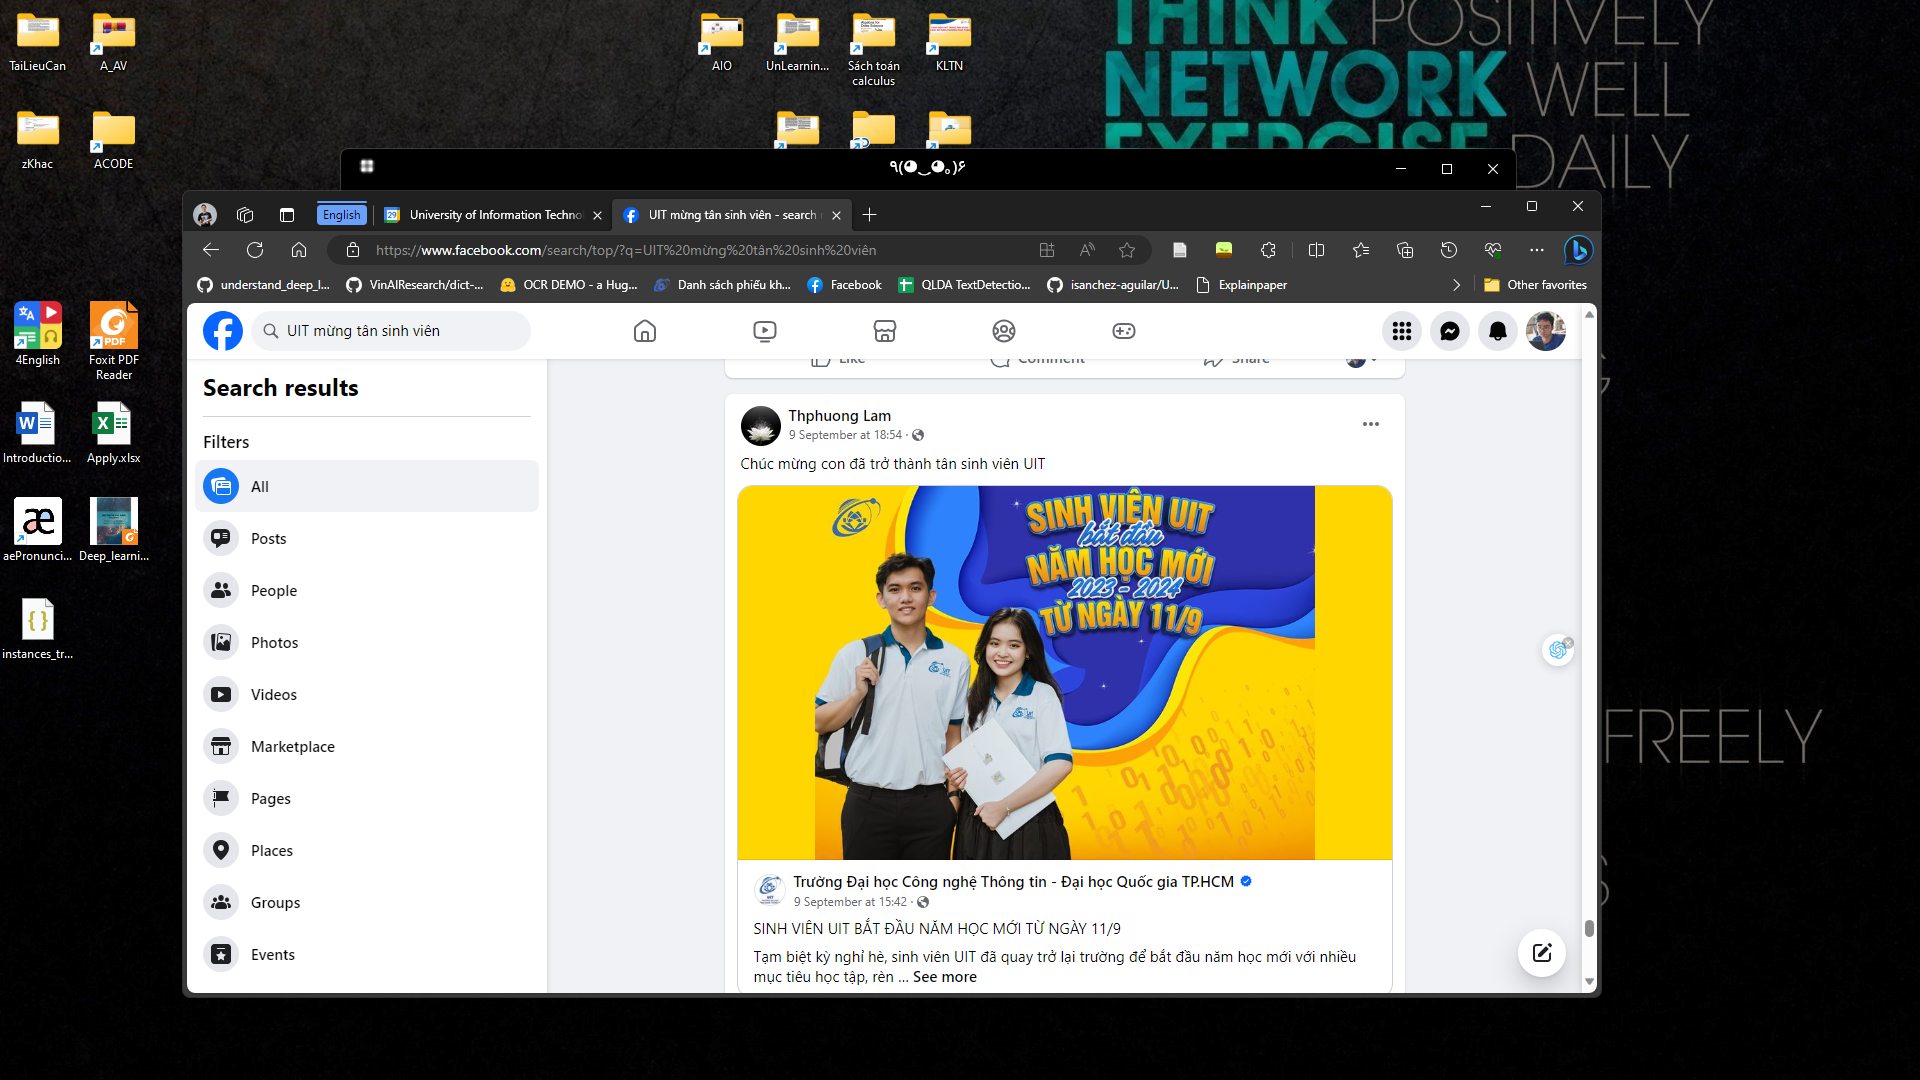 THINK POSITIVELY
NETWORK WELL
EXERCISE DAILY
FREELY
TaiLieuCan
A_AV
AIO
UnLearnin...
Sách toán calculus
KLTN
zKhac
ACODE
4English
Foxit PDF Reader
Introductio...
Apply.xlsx
aePronunci...
Deep_learni...
instances_tr...
٩(◕‿◕｡)۶
English
University of Information Techno
UIT mừng tân sinh viên - search r
https://www.facebook.com/search/top/?q=UIT%20mừng%20tân%20sinh%20viên
understand_deep_l...
VinAIResearch/dict-...
OCR DEMO - a Hug...
Danh sách phiếu kh...
Facebook
QLDA TextDetectio...
isanchez-aguilar/U...
Explainpaper
Other favorites
UIT mừng tân sinh viên
Search results
Filters
All
Posts
People
Photos
Videos
Marketplace
Pages
Places
Groups
Events
Like
Comment
Share
Thphuong Lam
9 September at 18:54 ·
Chúc mừng con đã trở thành tân sinh viên UIT
SINH VIÊN UIT
bắt đầu
NĂM HỌC MỚI
2023 - 2024
TỪ NGÀY 11/9
UIT
UIT
Trường Đại học Công nghệ Thông tin - Đại học Quốc gia TP.HCM
9 September at 15:42 ·
SINH VIÊN UIT BẮT ĐẦU NĂM HỌC MỚI TỪ NGÀY 11/9
Tạm biệt kỳ nghỉ hè, sinh viên UIT đã quay trở lại trường để bắt đầu năm học mới với nhiều
mục tiêu học tập, rèn ... See more